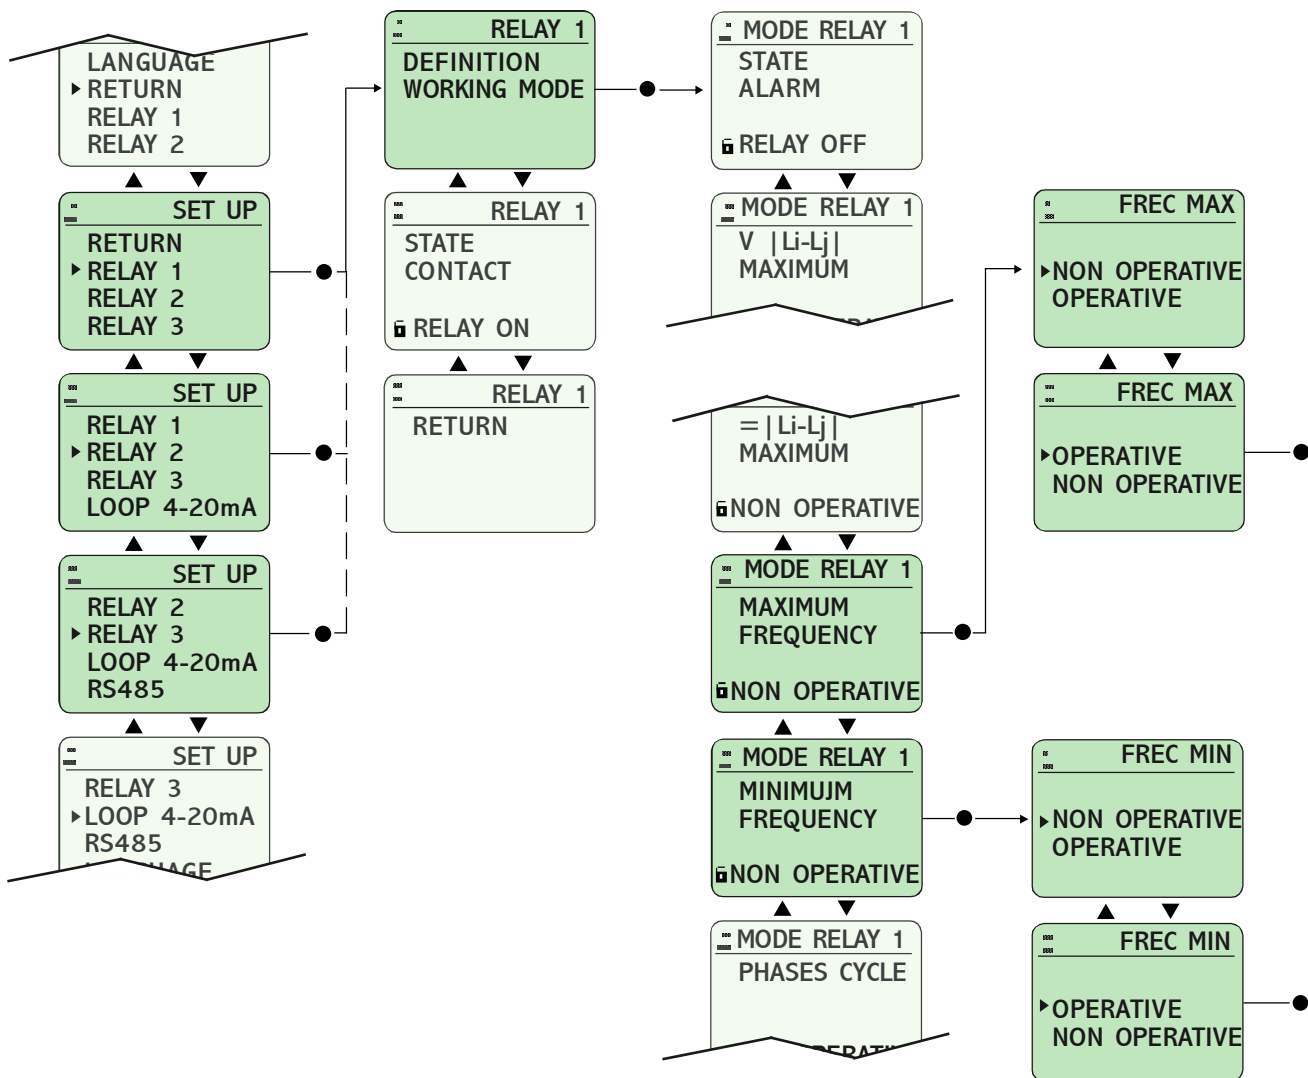 LANGUAGE
RETURN
RELAY 1
RELAY 2
SET UP
RETURN
RELAY 1
RELAY 2
RELAY 3
SET UP
RELAY 1
RELAY 2
RELAY 3
LOOP 4-20mA
SET UP
RELAY 2
RELAY 3
LOOP 4-20mA
RS485
SET UP
RELAY 3
LOOP 4-20mA
RS485
RELAY 1
DEFINITION
WORKING MODE
RELAY 1
STATE
CONTACT
RELAY ON
RELAY 1
RETURN
MODE RELAY 1
STATE
ALARM
RELAY OFF
MODE RELAY 1
V |Li-Lj|
MAXIMUM
=|Li-Lj|
MAXIMUM
NON OPERATIVE
MODE RELAY 1
MAXIMUM
FREQUENCY
NON OPERATIVE
MODE RELAY 1
MINIMUJM
FREQUENCY
NON OPERATIVE
MODE RELAY 1
PHASES CYCLE
FREC MAX
NON OPERATIVE
OPERATIVE
FREC MAX
OPERATIVE
NON OPERATIVE
FREC MIN
NON OPERATIVE
OPERATIVE
FREC MIN
OPERATIVE
NON OPERATIVE